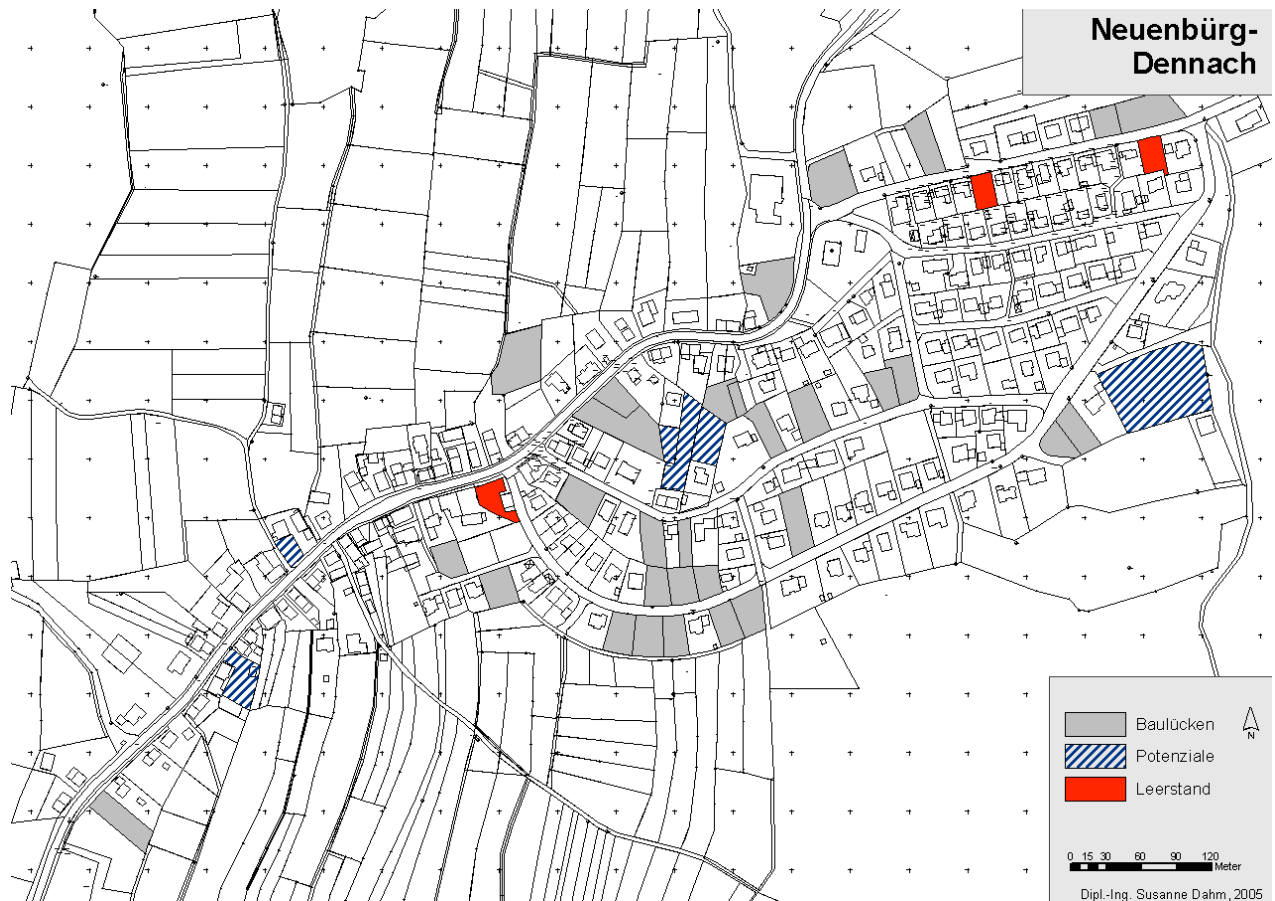 Neuenbürg-
Dennach
Baulücken
N
Potenziale
Leerstand
0 15 30 60 90 120
Meter
Dipl.-Ing. Susanne Dahm, 2005